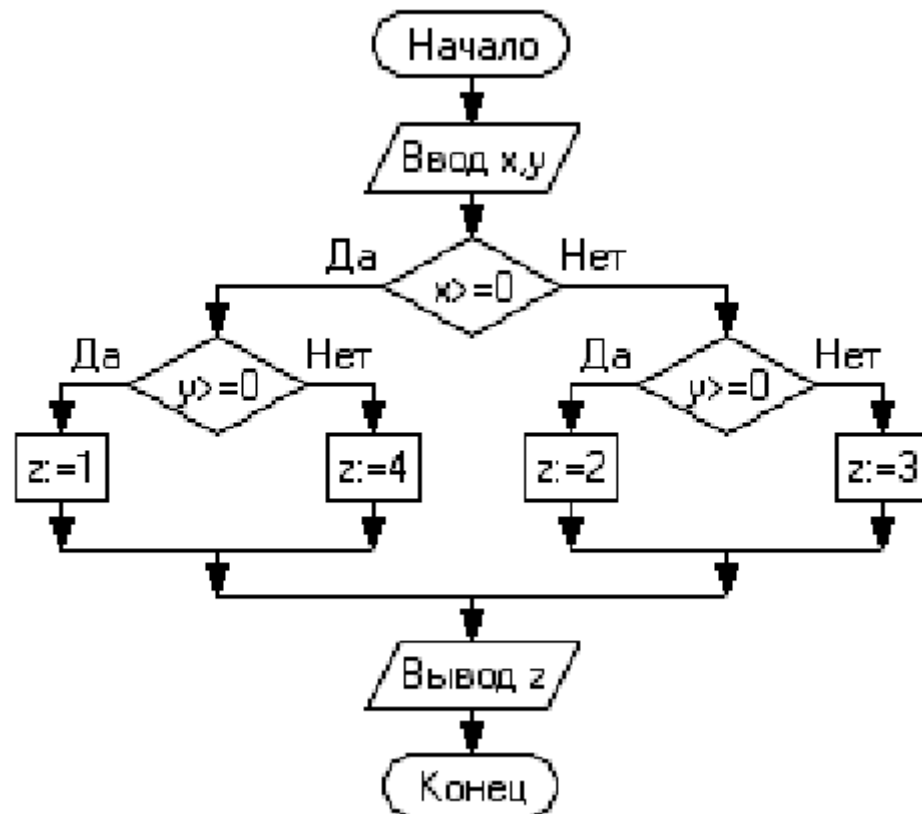 Начало
Ввод x,y
Да Нет
x>=0
Да Нет Да Нет
y>=0 y>=0
z:=1 z:=4 z:=2 z:=3
Вывод z
Конец